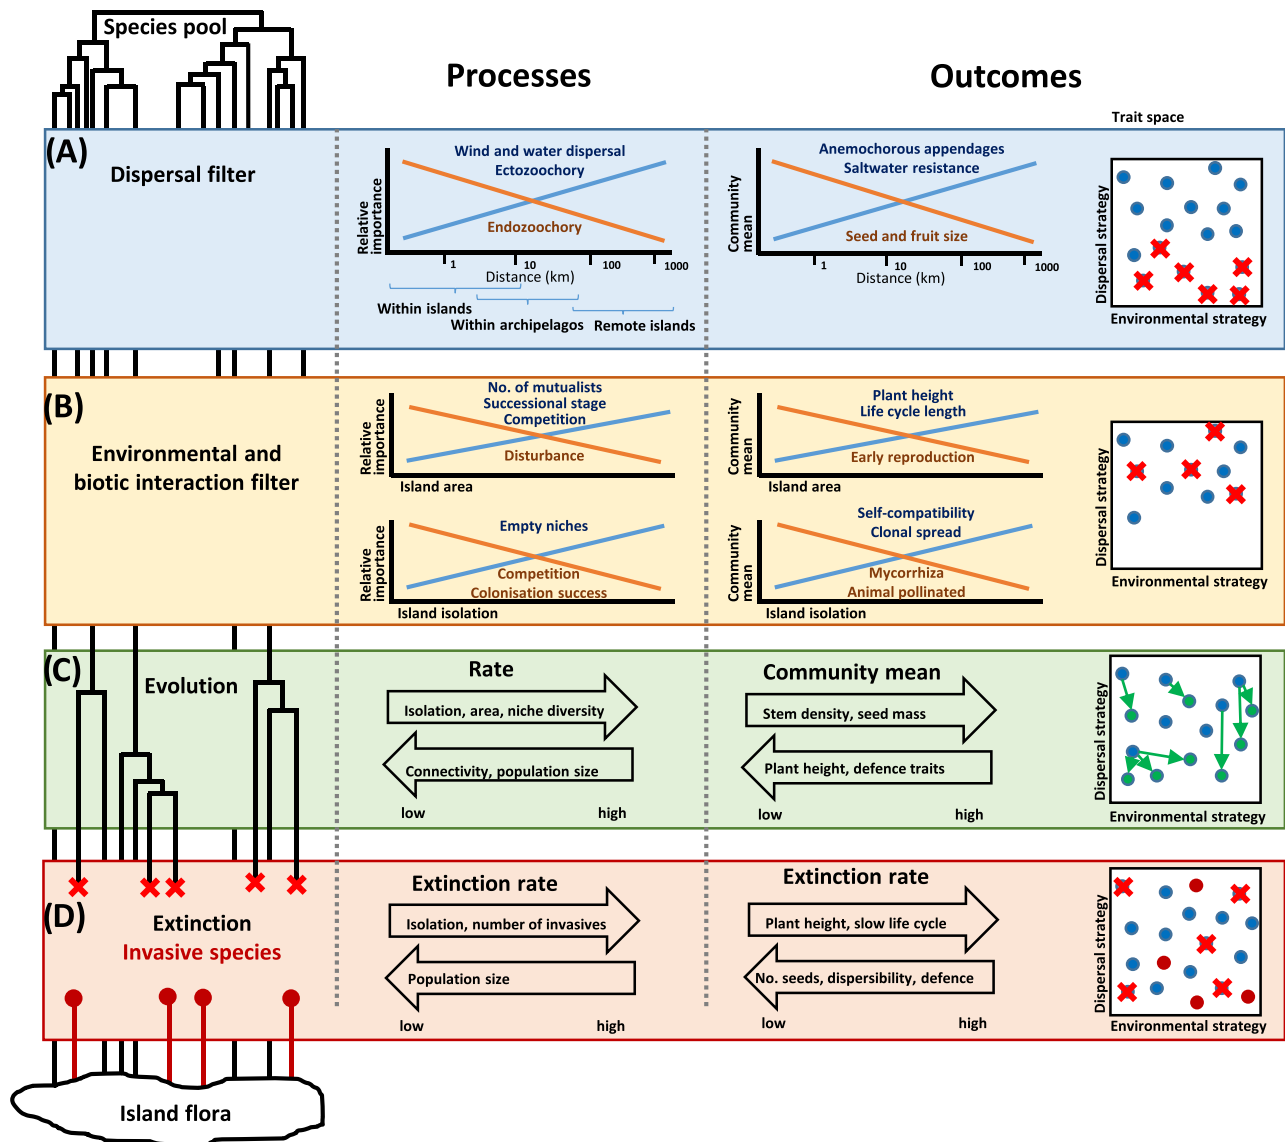 Species pool
Processes
Outcomes
Trait space
(A)
Dispersal filter
Relative
importance
Wind and water dispersal
Ectozoochory
Endozoochory
1
10
100
1000
Distance (km)
Within islands
Within archipelagos
Remote islands
Community
mean
Anemochorous appendages
Saltwater resistance
Seed and fruit size
1
10
100
1000
Distance (km)
Dispersal strategy
Environmental strategy
(B)
Environmental and
biotic interaction filter
Relative
importance
No. of mutualists
Successional stage
Competition
Disturbance
Island area
Community
mean
Plant height
Life cycle length
Early reproduction
Island area
Relative
importance
Empty niches
Competition
Colonisation success
Island isolation
Community
mean
Self-compatibility
Clonal spread
Mycorrhiza
Animal pollinated
Island isolation
Dispersal strategy
Environmental strategy
(C)
Evolution
Rate
Isolation, area, niche diversity
Connectivity, population size
low
high
Community mean
Stem density, seed mass
Plant height, defence traits
low
high
Dispersal strategy
Environmental strategy
(D)
Extinction
Invasive species
Extinction rate
Isolation, number of invasives
Population size
low
high
Extinction rate
Plant height, slow life cycle
No. seeds, dispersibility, defence
low
high
Dispersal strategy
Environmental strategy
Island flora